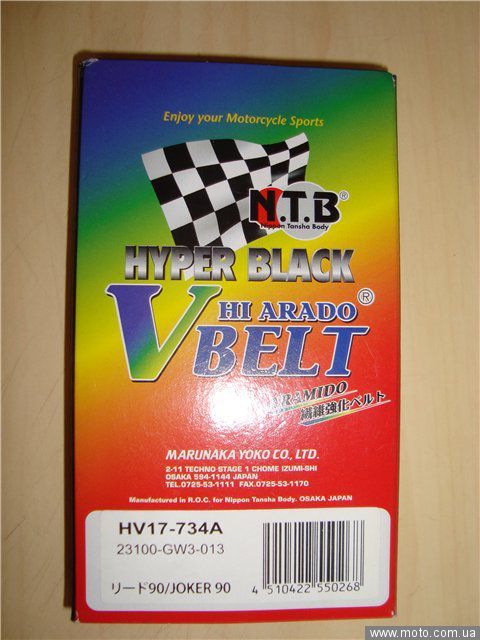 Enjoy your Motorcycle Sports
N.T.B®
Nippon Tansha Body
HYPER BLACK
HI ARADO®
V BELT
ARAMIDO
繊維強化ベルト
MARUNAKA YOKO CO., LTD.
2-11 TECHNO STAGE 1 CHOME IZUMI-SHI
OSAKA 594-1144 JAPAN
TEL.0725-53-1111 FAX.0725-53-1170
Manufactured in R.O.C. for Nippon Tansha Body. OSAKA JAPAN
HV17-734A
23100-GW3-013
リード90/JOKER 90
4 510422 550268
www.moto.com.ua